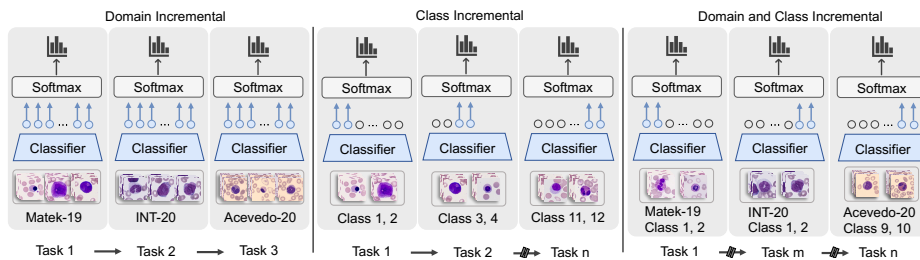 Domain Incremental
Class Incremental
Domain and Class Incremental
Softmax Softmax Softmax Softmax Softmax Softmax Softmax Softmax Softmax
... ... ... ... ... ... ... ... ...
Classifier Classifier Classifier Classifier Classifier Classifier Classifier Classifier Classifier
Matek-19 INT-20 Acevedo-20 Class 1, 2 Class 3, 4 Class 11, 12 Matek-19 INT-20 Acevedo-20
Class 1, 2 Class 1, 2 Class 9, 10
Task 1 Task 2 Task 3 Task 1 Task 2 Task n Task 1 Task m Task n